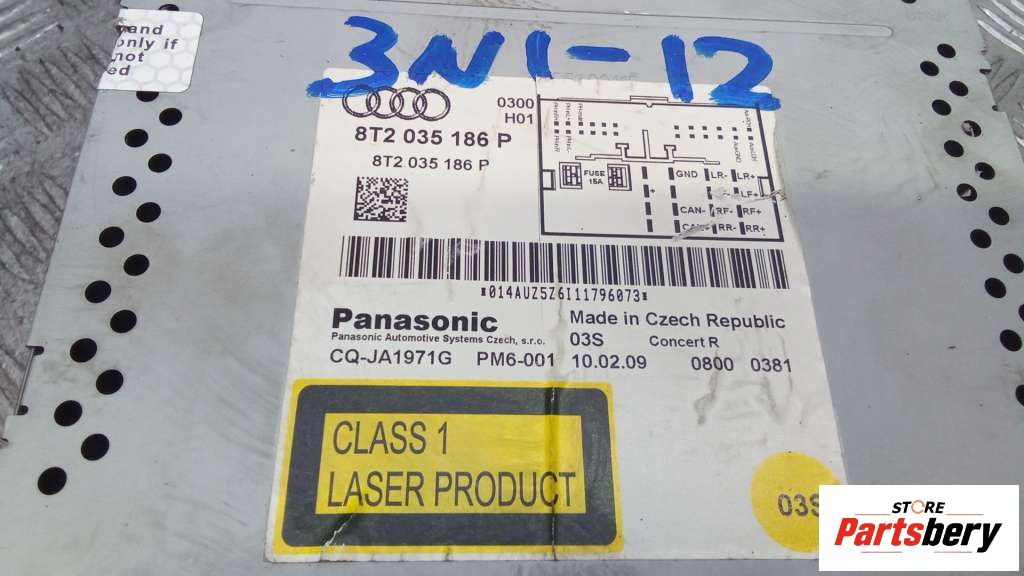 and
only if
not
ed
3N1-12
0300
H01
8T2 035 186 P
8T2 035 186 P
FUSE
15A
GND LR- LR+
+ LF+
CAN- RF- RF+
RR- RR+
*014AUZ5Z6I11796073*
Panasonic
Panasonic Automotive Systems Czech, s.r.o.
Made in Czech Republic
03S Concert R
CQ-JA1971G PM6-001 10.02.09 0800 0381
CLASS 1
LASER PRODUCT
03S
STORE
Partsbery